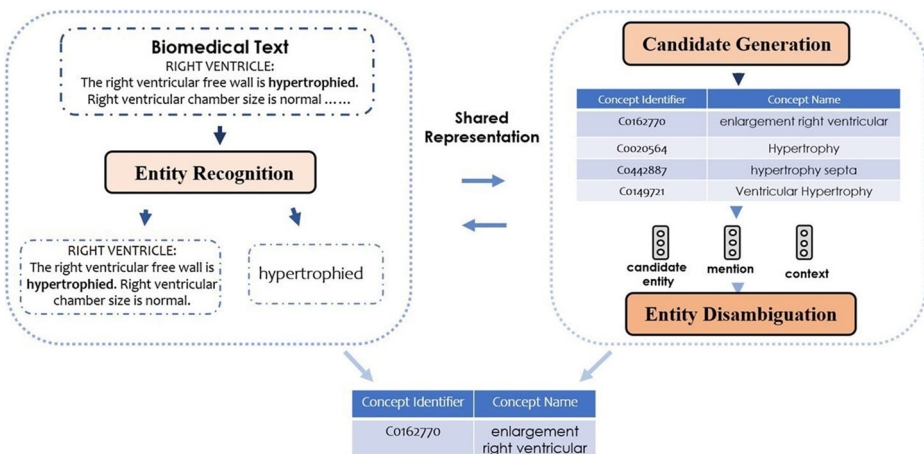 Biomedical Text
RIGHT VENTRICLE:
The right ventricular free wall is hypertrophied.
Right ventricular chamber size is normal ......
Entity Recognition
RIGHT VENTRICLE:
The right ventricular free wall is
hypertrophied. Right ventricular
chamber size is normal.
hypertrophied
Shared
Representation
Candidate Generation
Concept Identifier Concept Name
C0162770 enlargement right ventricular
C0020564 Hypertrophy
C0442887 hypertrophy septa
C0149721 Ventricular Hypertrophy
candidate
entity
mention
context
Entity Disambiguation
Concept Identifier Concept Name
C0162770 enlargement
right ventricular